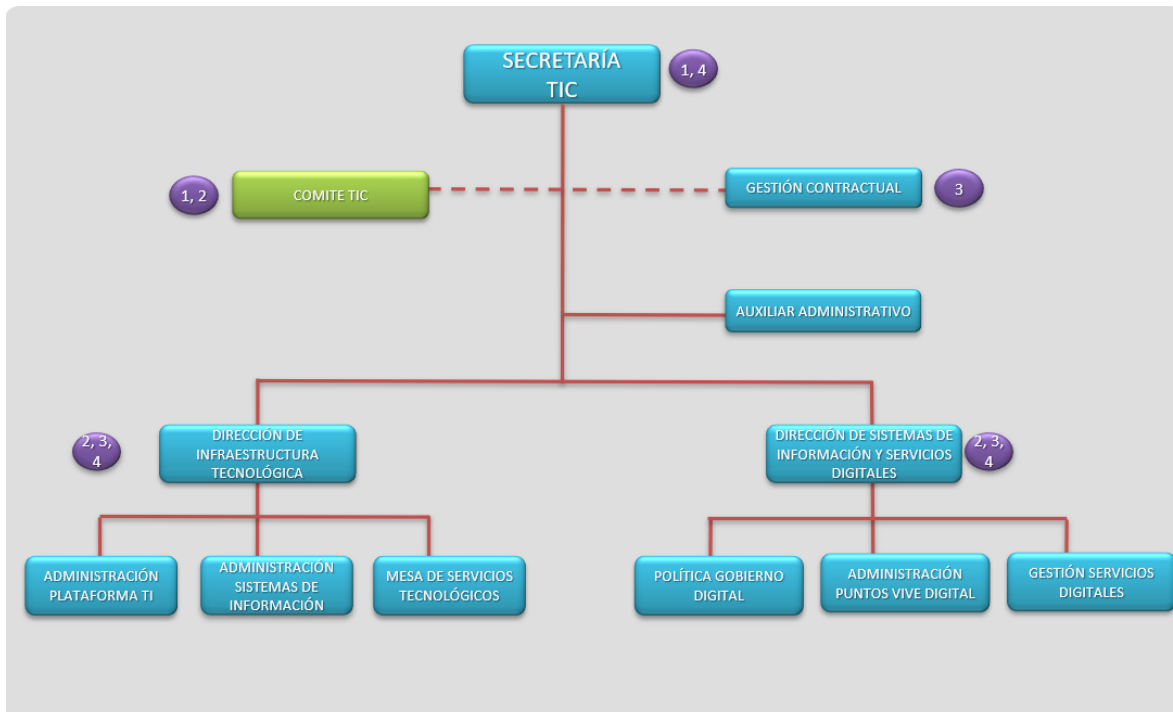 SECRETARÍA
TIC
1, 4
1, 2
COMITE TIC
GESTIÓN CONTRACTUAL
3
AUXILIAR ADMINISTRATIVO
2, 3,
4
DIRECCIÓN DE
INFRAESTRUCTURA
TECNOLÓGICA
DIRECCIÓN DE SISTEMAS DE
INFORMACIÓN Y SERVICIOS
DIGITALES
2, 3,
4
ADMINISTRACIÓN
PLATAFORMA TI
ADMINISTRACIÓN
SISTEMAS DE
INFORMACIÓN
MESA DE SERVICIOS
TECNOLÓGICOS
POLÍTICA GOBIERNO
DIGITAL
ADMINISTRACIÓN
PUNTOS VIVE DIGITAL
GESTIÓN SERVICIOS
DIGITALES